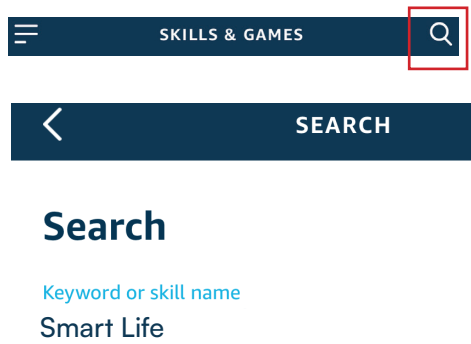 SKILLS & GAMES
SEARCH
Search
Keyword or skill name
Smart Life